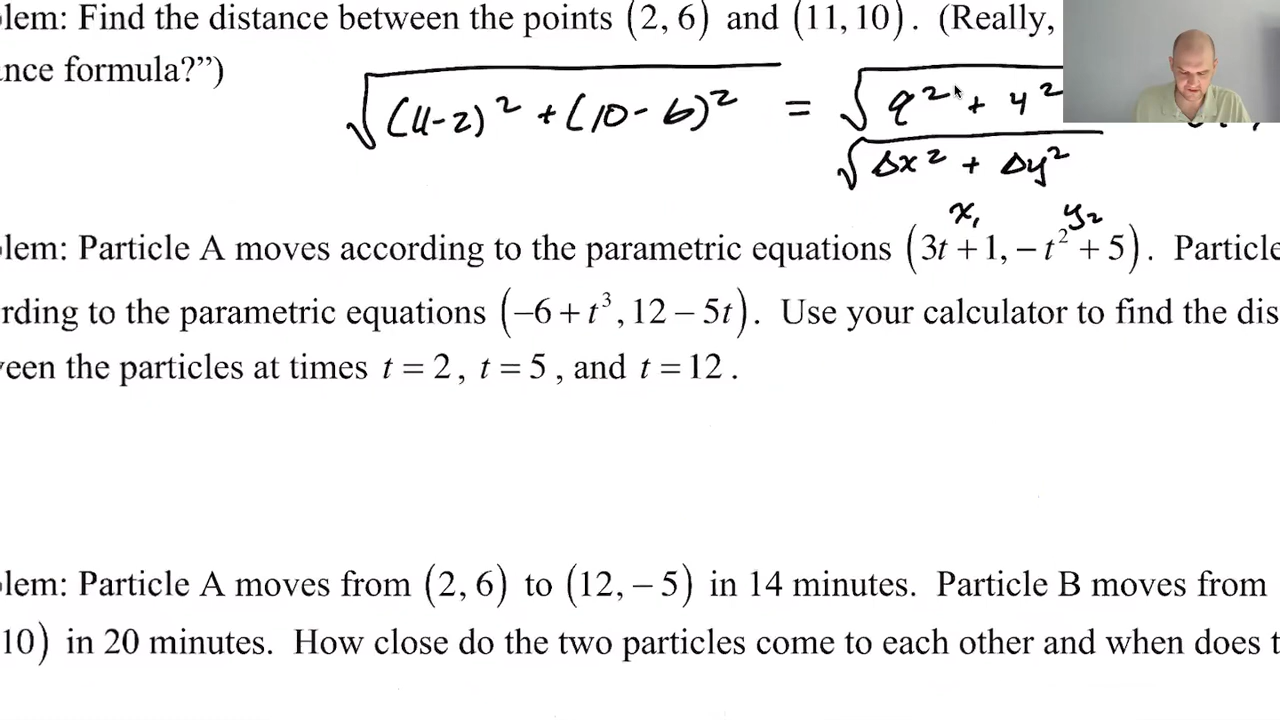 lem: Find the distance between the points (2, 6) and (11, 10). (Really,
nce formula?")
√((11-2)² + (10-6)²) = √(9² + 4²
√(Δx² + Δy²)
x₁ y₂
lem: Particle A moves according to the parametric equations (3t + 1, −t² + 5). Particle
rding to the parametric equations (−6 + t³, 12 − 5t). Use your calculator to find the dis
een the particles at times t = 2, t = 5, and t = 12.
lem: Particle A moves from (2, 6) to (12, −5) in 14 minutes. Particle B moves from
10) in 20 minutes. How close do the two particles come to each other and when does t